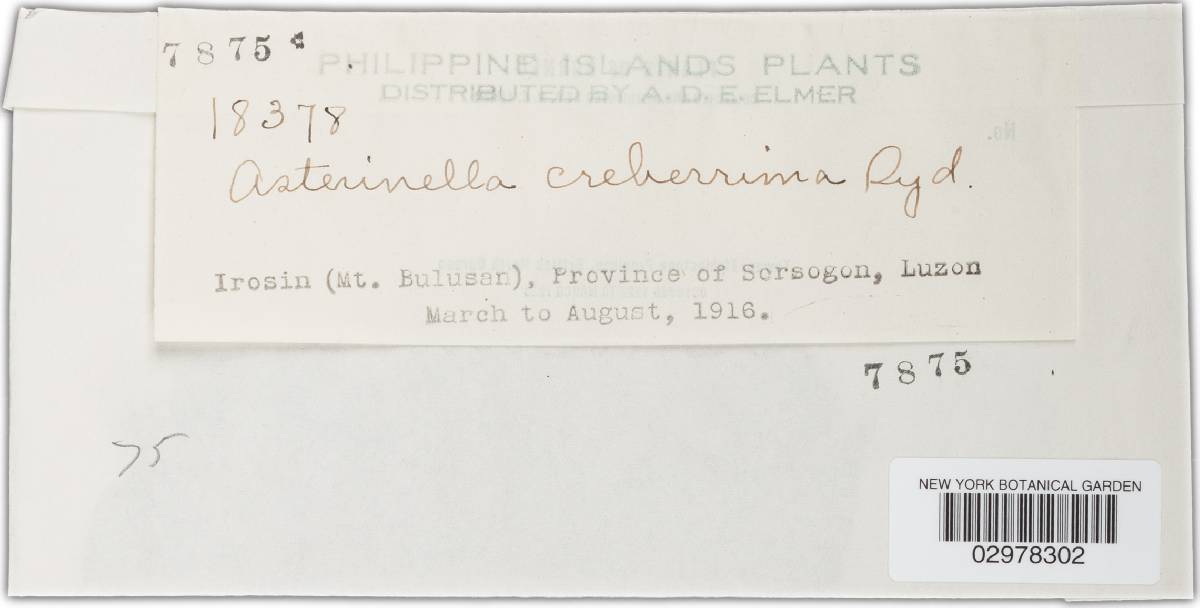 7875
PHILIPPINE ISLANDS PLANTS
DISTRIBUTED BY A. D. E. ELMER
No.
18378
Asterinella creberrima Syd.
Irosin (Mt. Bulusan), Province of Sorsogon, Luzon
March to August, 1916.
7875
75
NEW YORK BOTANICAL GARDEN
02978302